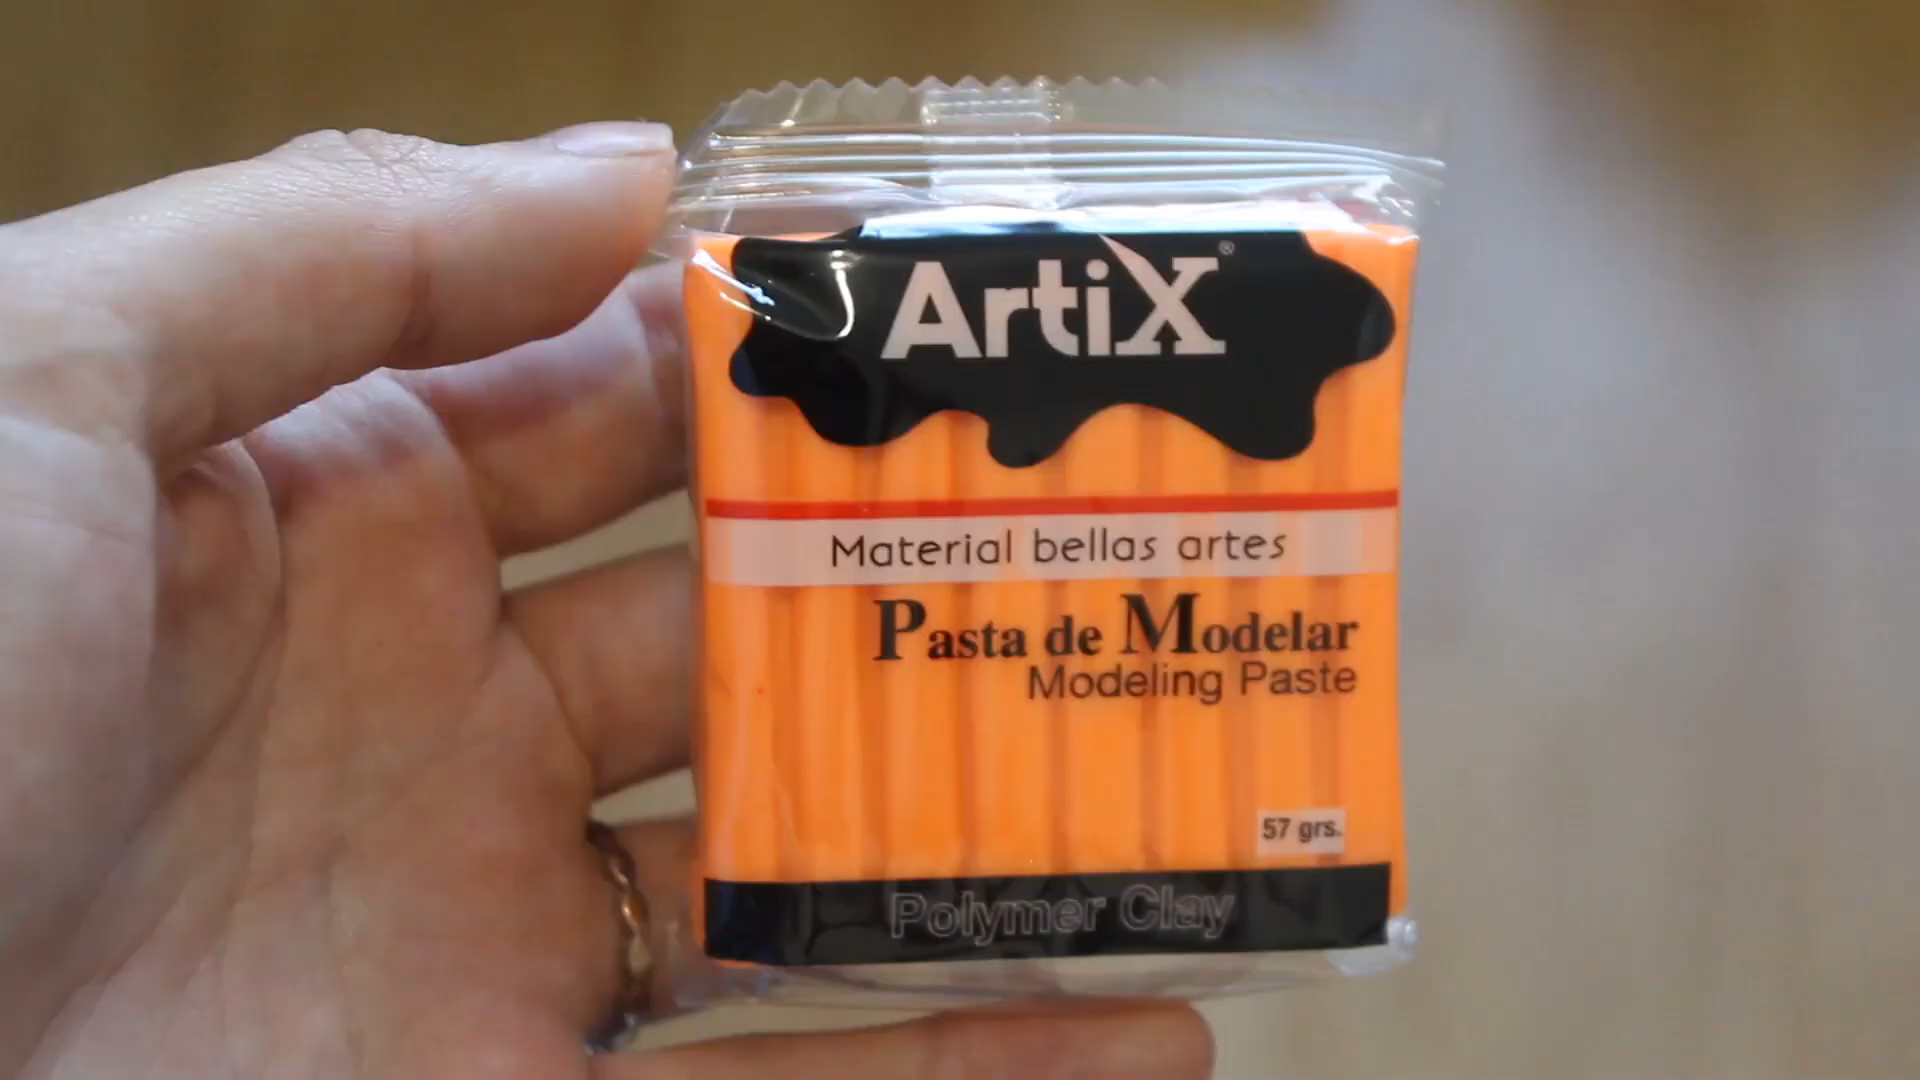 ArtiX®
Material bellas artes
Pasta de Modelar
Modeling Paste
57 grs.
Polymer Clay